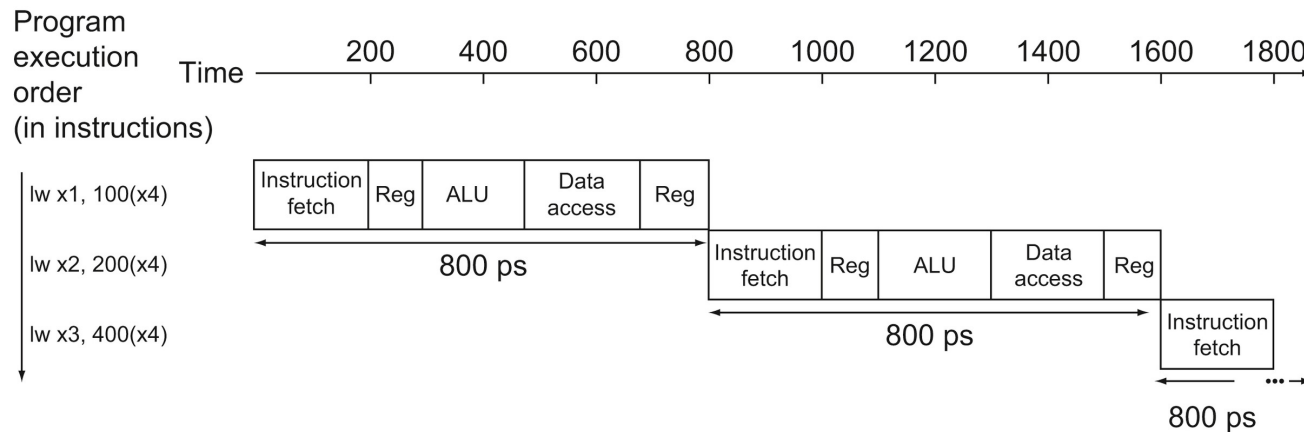 Program
execution
order
(in instructions)
Time
200 400 600 800 1000 1200 1400 1600 1800
lw x1, 100(x4)
Instruction
fetch
Reg
ALU
Data
access
Reg
800 ps
lw x2, 200(x4)
Instruction
fetch
Reg
ALU
Data
access
Reg
800 ps
lw x3, 400(x4)
Instruction
fetch
...
800 ps